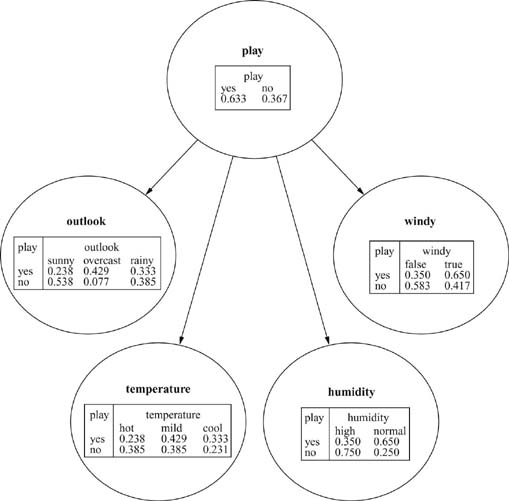 play
play
yes no
0.633 0.367
outlook
play outlook
sunny overcast rainy
yes 0.238 0.429 0.333
no 0.538 0.077 0.385
windy
play windy
false true
yes 0.350 0.650
no 0.583 0.417
temperature
play temperature
hot mild cool
yes 0.238 0.429 0.333
no 0.385 0.385 0.231
humidity
play humidity
high normal
yes 0.350 0.650
no 0.750 0.250